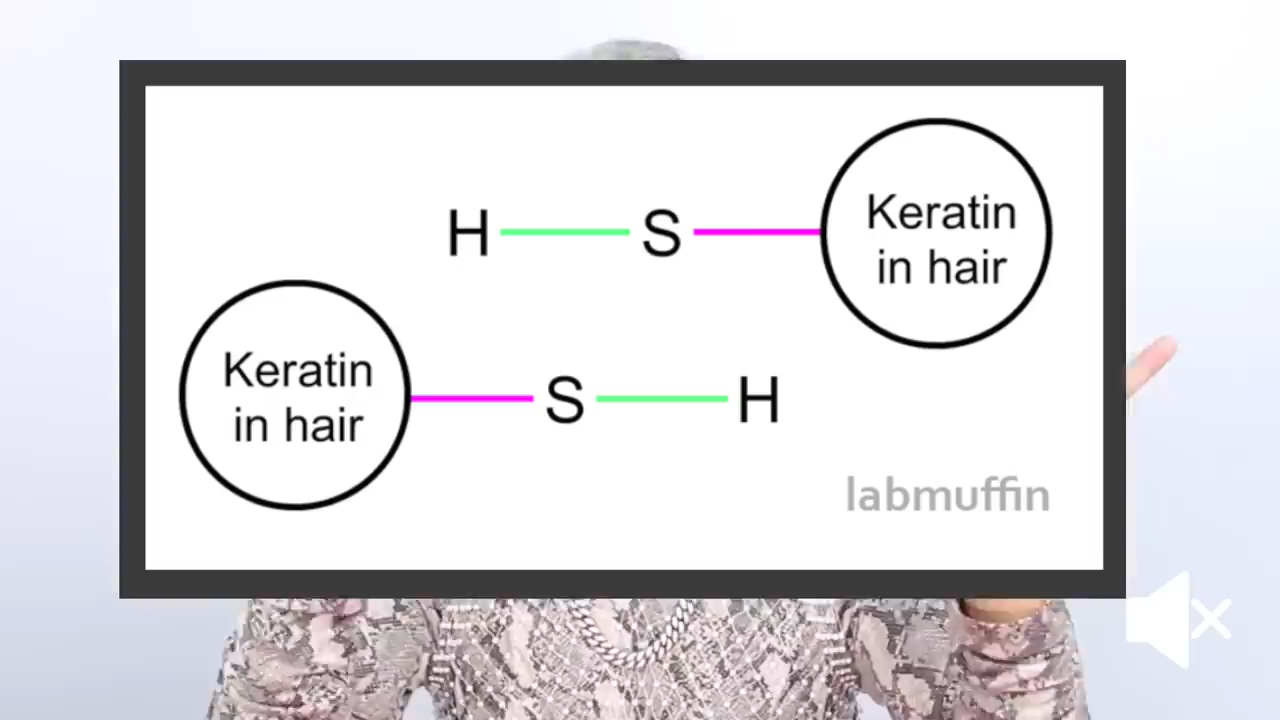 H S Keratin
in hair
Keratin
in hair S H
labmuffin